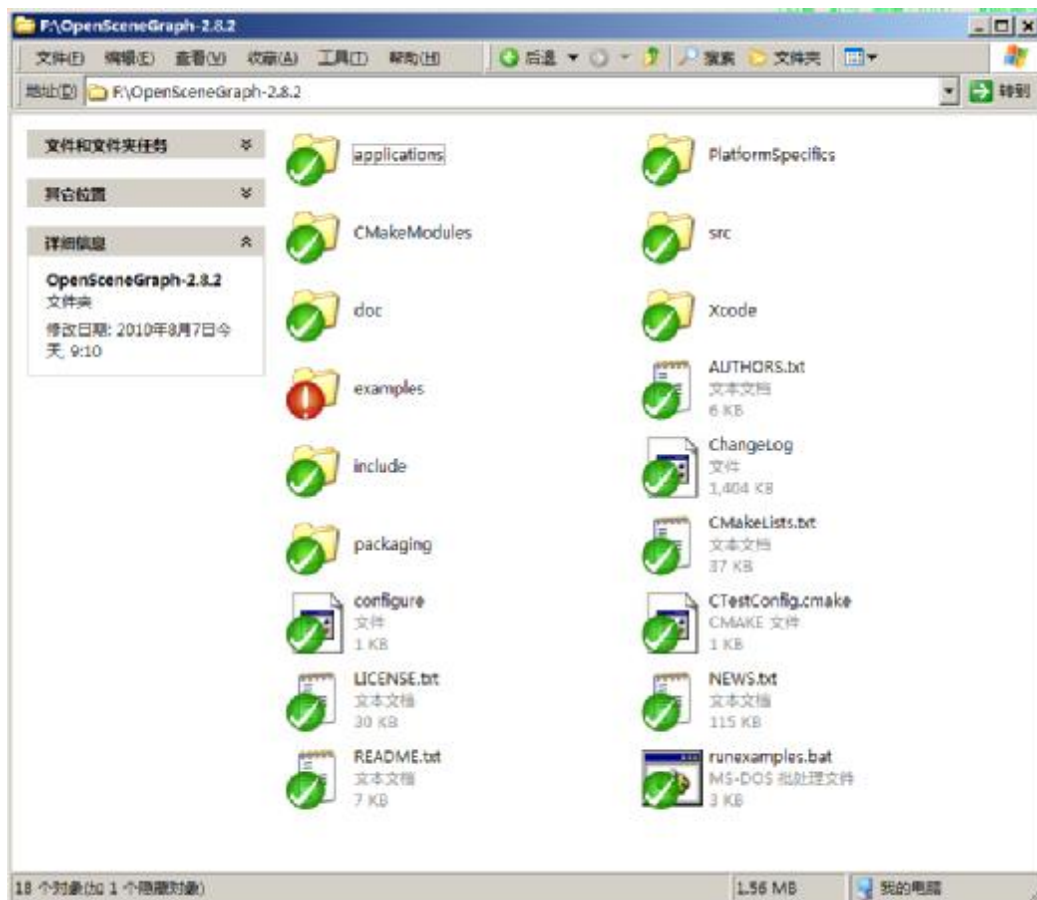 F:\OpenSceneGraph-2.8.2
文件(F) 编辑(E) 查看(V) 收藏(A) 工具(T) 帮助(H) 后退 搜索 文件夹
地址(D) F:\OpenSceneGraph-2.8.2 转到
文件和文件夹任务
其它位置
详细信息
OpenSceneGraph-2.8.2
文件夹
修改日期: 2010年8月7日今
天, 9:10
applications
PlatformSpecifics
CMakeModules
src
doc
Xcode
examples
AUTHORS.txt
文本文档
6 KB
include
ChangeLog
文件
1,404 KB
packaging
CMakeLists.txt
文本文档
37 KB
configure
文件
1 KB
CTestConfig.cmake
CMAKE 文件
1 KB
LICENSE.txt
文本文档
30 KB
NEWS.txt
文本文档
115 KB
README.txt
文本文档
7 KB
runexamples.bat
MS-DOS 批处理文件
3 KB
18 个对象(加 1 个隐藏对象) 1.56 MB 我的电脑